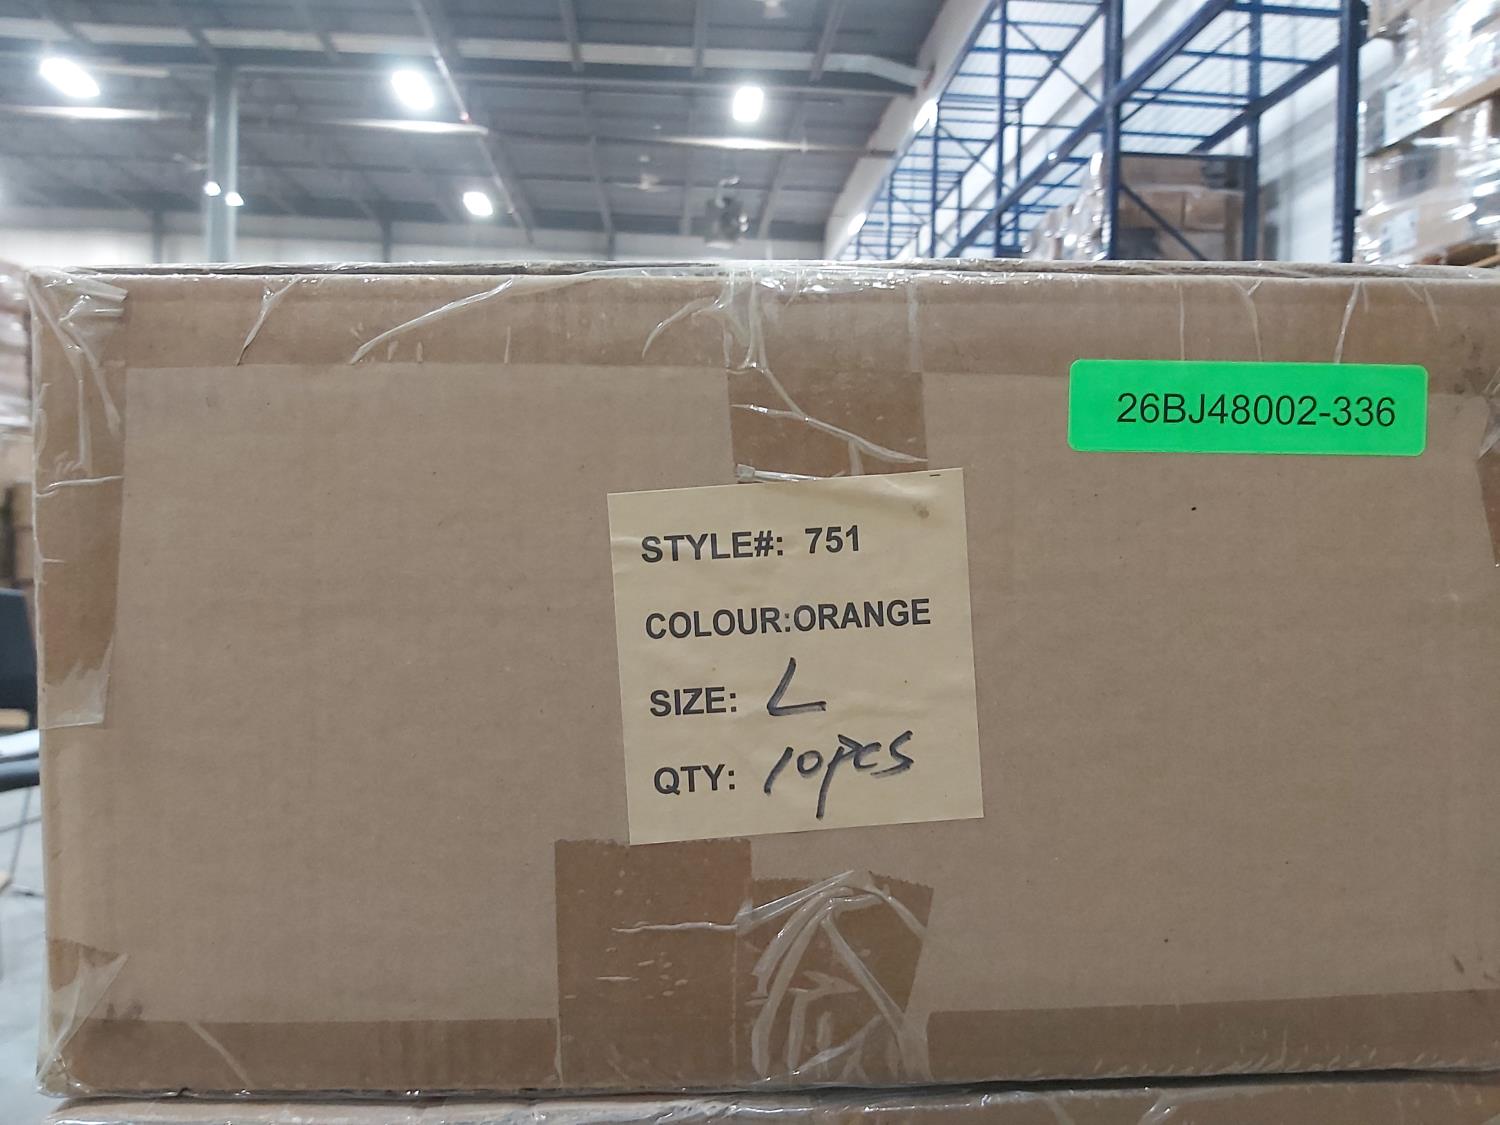 26BJ48002-336
STYLE#: 751
COLOUR:ORANGE
SIZE: L
QTY: 10pcs